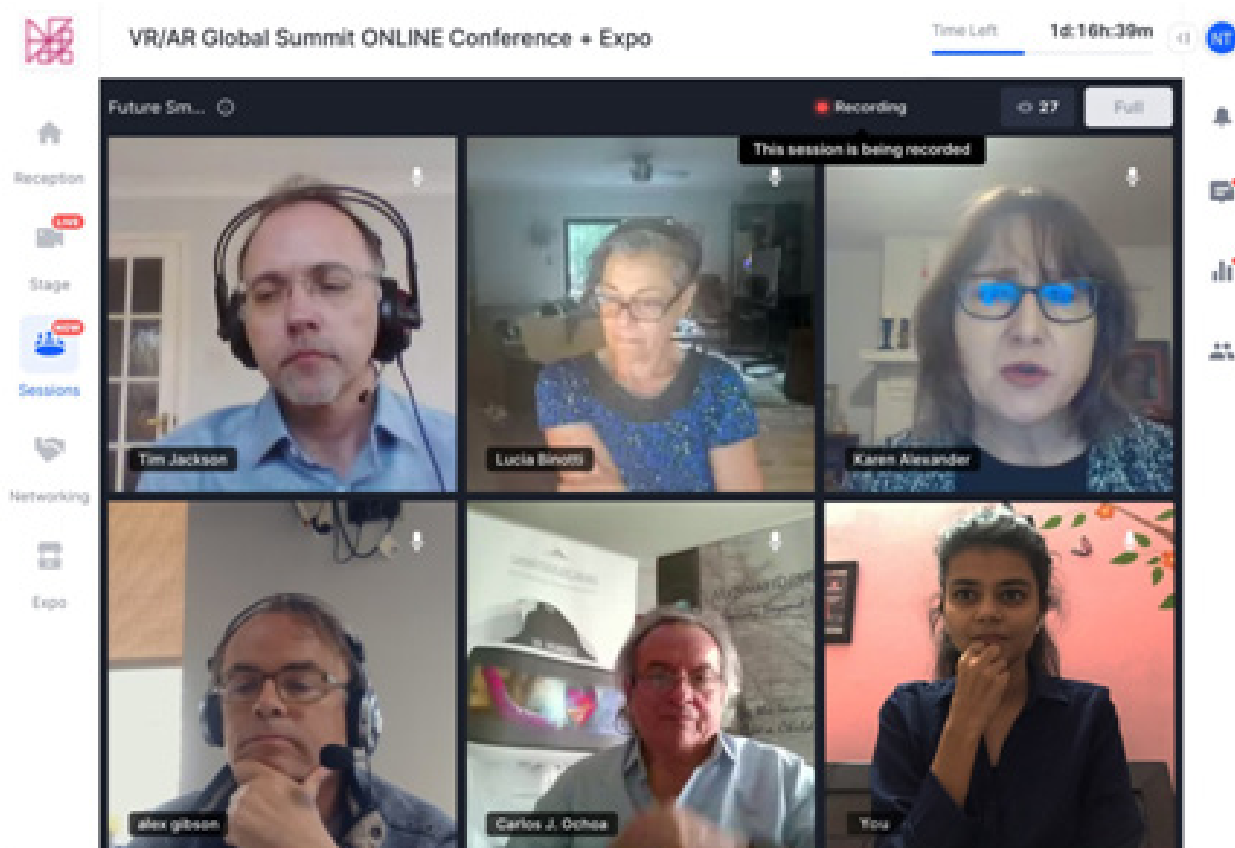 VR/AR Global Summit ONLINE Conference + Expo
Time Left 1d:16h:39m
NT
Future Sm...
Recording
27
Full
This session is being recorded
Reception
LIVE
Stage
NOW
Sessions
Networking
Expo
Tim Jackson
Lucia Binotti
Karen Alexander
alex gibson
Carlos J. Ochoa
You